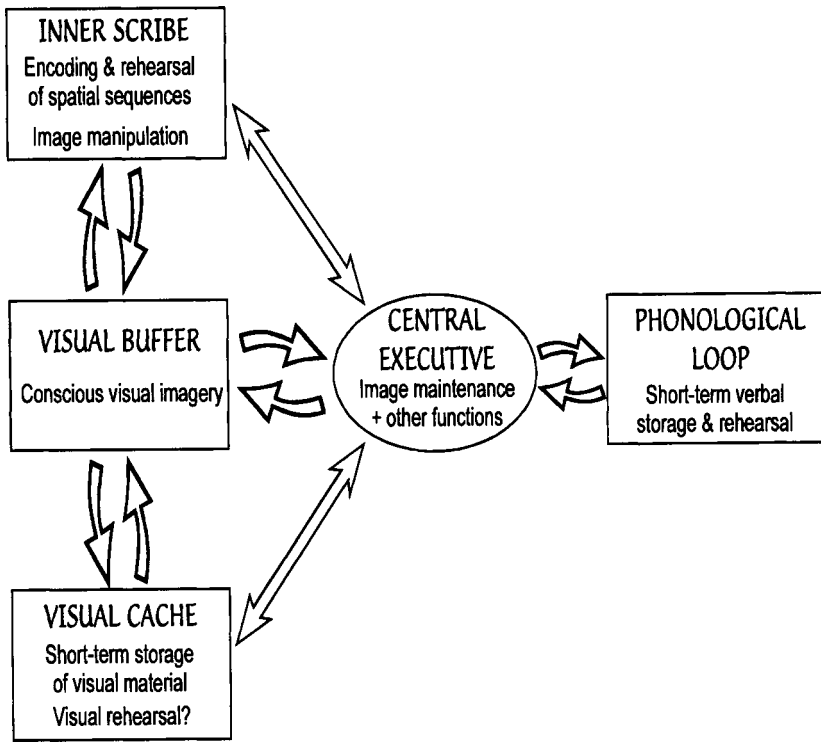 INNER SCRIBE
Encoding & rehearsal
of spatial sequences
Image manipulation
VISUAL BUFFER
Conscious visual imagery
CENTRAL
EXECUTIVE
Image maintenance
+ other functions
PHONOLOGICAL
LOOP
Short-term verbal
storage & rehearsal
VISUAL CACHE
Short-term storage
of visual material
Visual rehearsal?